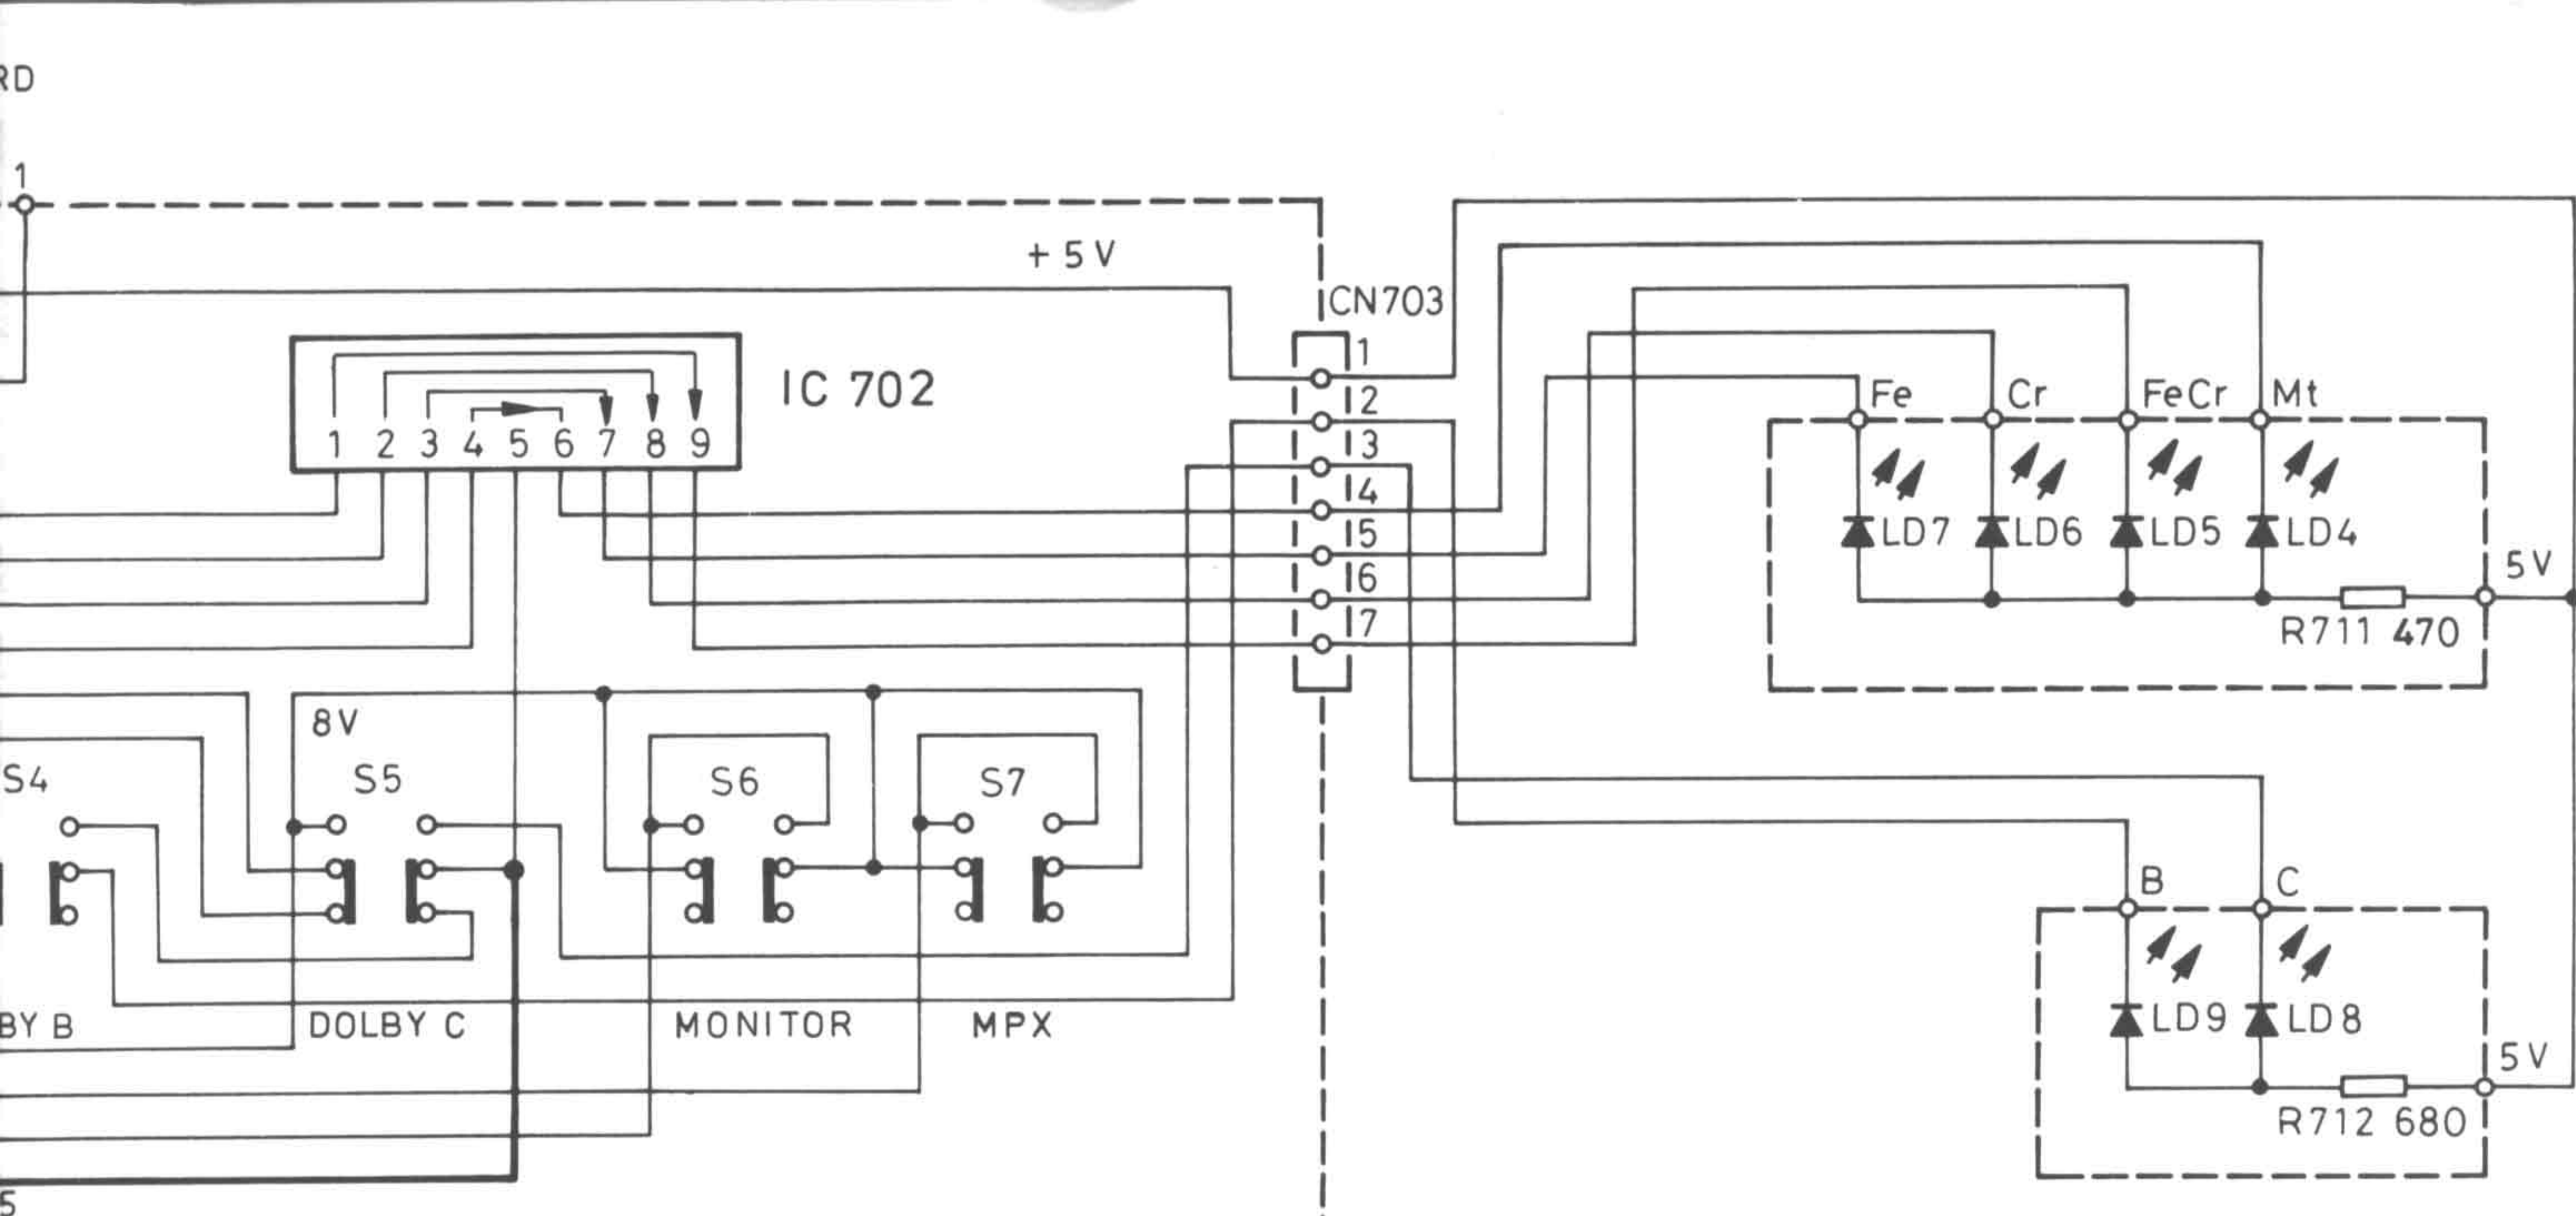 RD
1
+ 5 V
CN703
IC 702
1 2 3 4 5 6 7 8 9
1
2
3
4
5
6
7
Fe Cr FeCr Mt
LD7 LD6 LD5 LD4
5 V
R711 470
8V
S4 S5 S6 S7
BY B DOLBY C MONITOR MPX
B C
LD9 LD8
5 V
R712 680
5